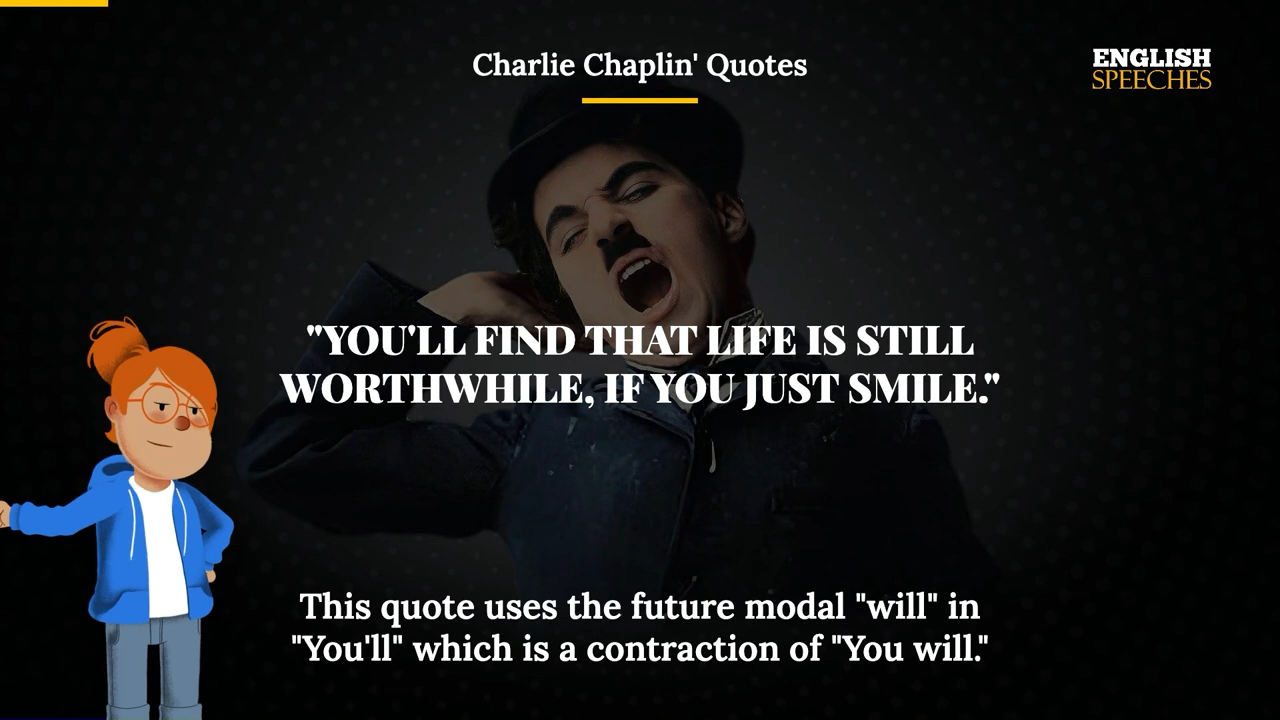 Charlie Chaplin' Quotes
ENGLISH
SPEECHES
"YOU'LL FIND THAT LIFE IS STILL
WORTHWHILE, IF YOU JUST SMILE."
This quote uses the future modal "will" in
"You'll" which is a contraction of "You will."